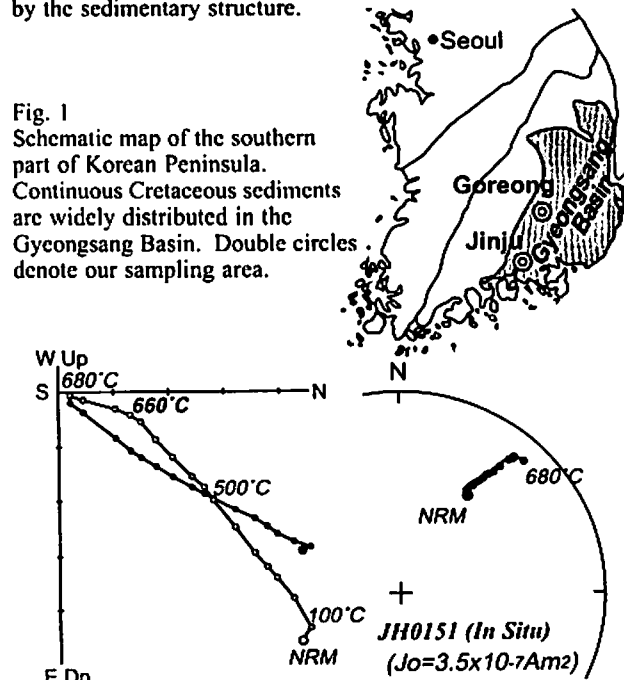 by the sedimentary structure.
Seoul
Fig. 1
Schematic map of the southern
part of Korean Peninsula.
Continuous Cretaceous sediments
are widely distributed in the
Gyeongsang Basin. Double circles
denote our sampling area.
Goreong
Jinju
Gyeongsang
Basin
W Up
S
680°C
660°C
N
500°C
100°C
NRM
E Dn
N
680°C
NRM
JH0151 (In Situ)
(Jo=3.5x10-7Am2)